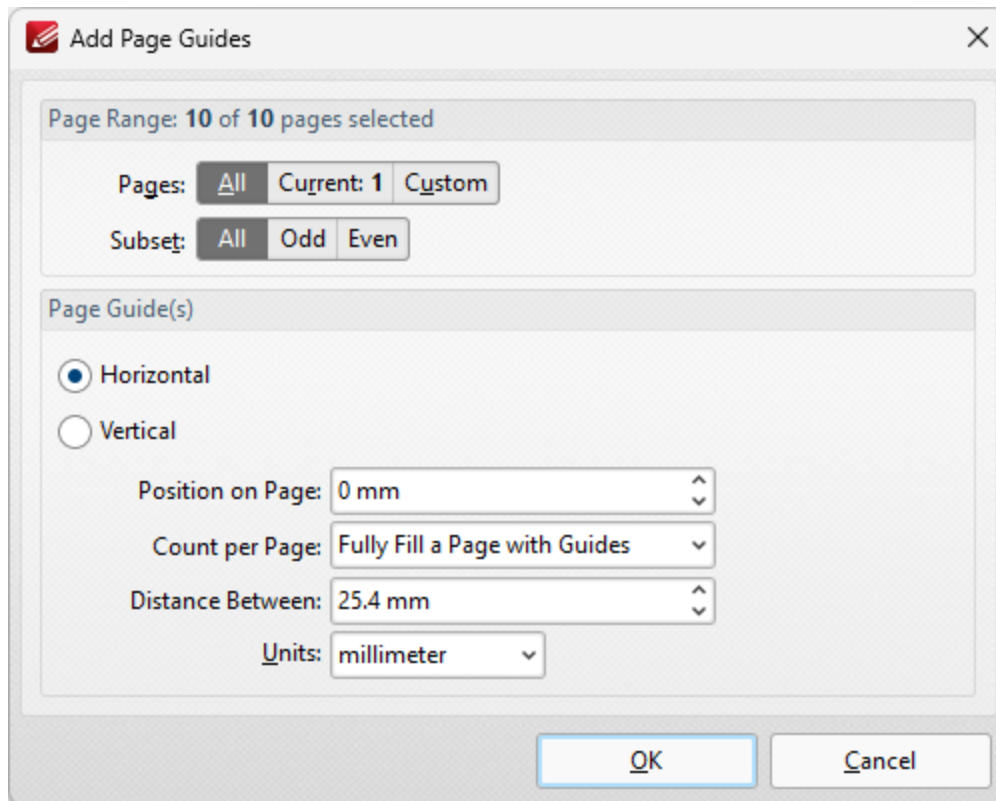 Add Page Guides
Page Range: 10 of 10 pages selected
Pages: All Current: 1 Custom
Subset: All Odd Even
Page Guide(s)
Horizontal
Vertical
Position on Page: 0 mm
Count per Page: Fully Fill a Page with Guides
Distance Between: 25.4 mm
Units: millimeter
OK Cancel